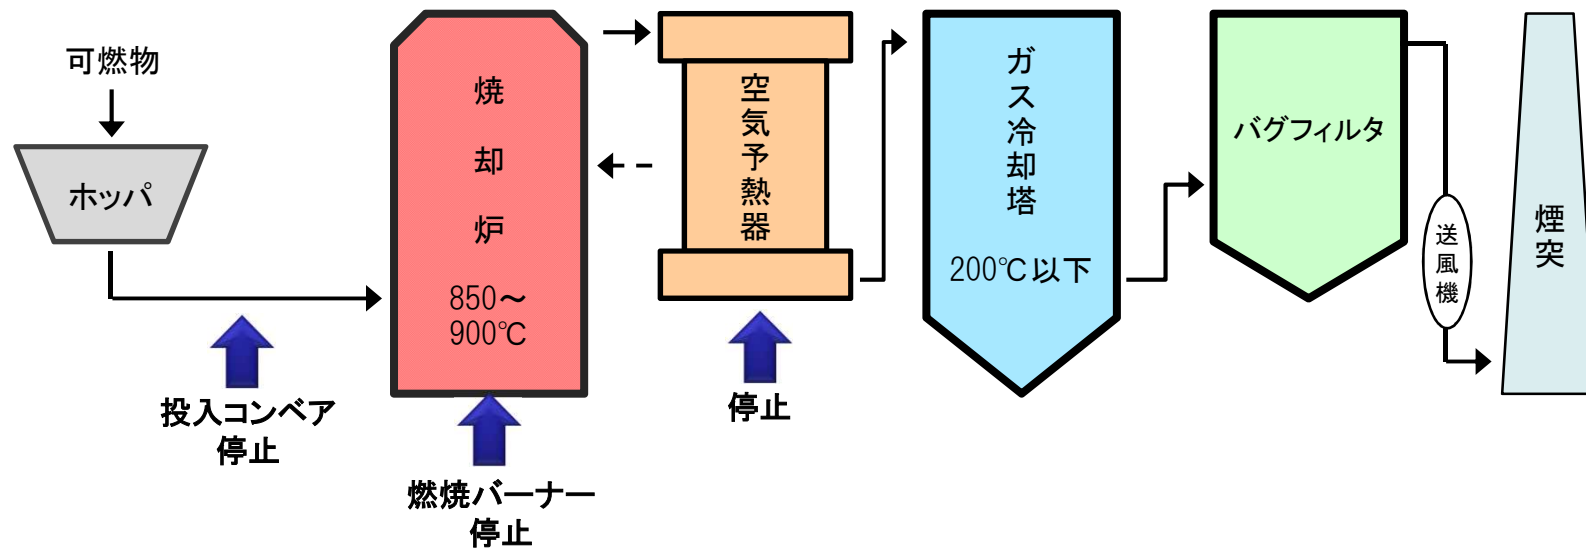 可燃物
ホッパ
焼却炉
850～
900℃
空気予熱器
ガス冷却塔
200℃以下
バグフィルタ
送風機
煙突
投入コンベア
停止
燃焼バーナー
停止
停止